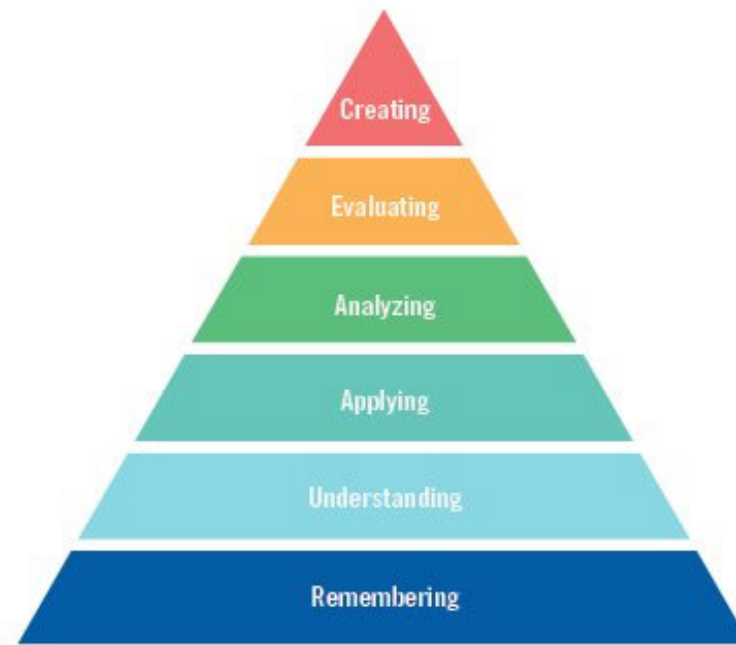 Creating
Evaluating
Analyzing
Applying
Understanding
Remembering